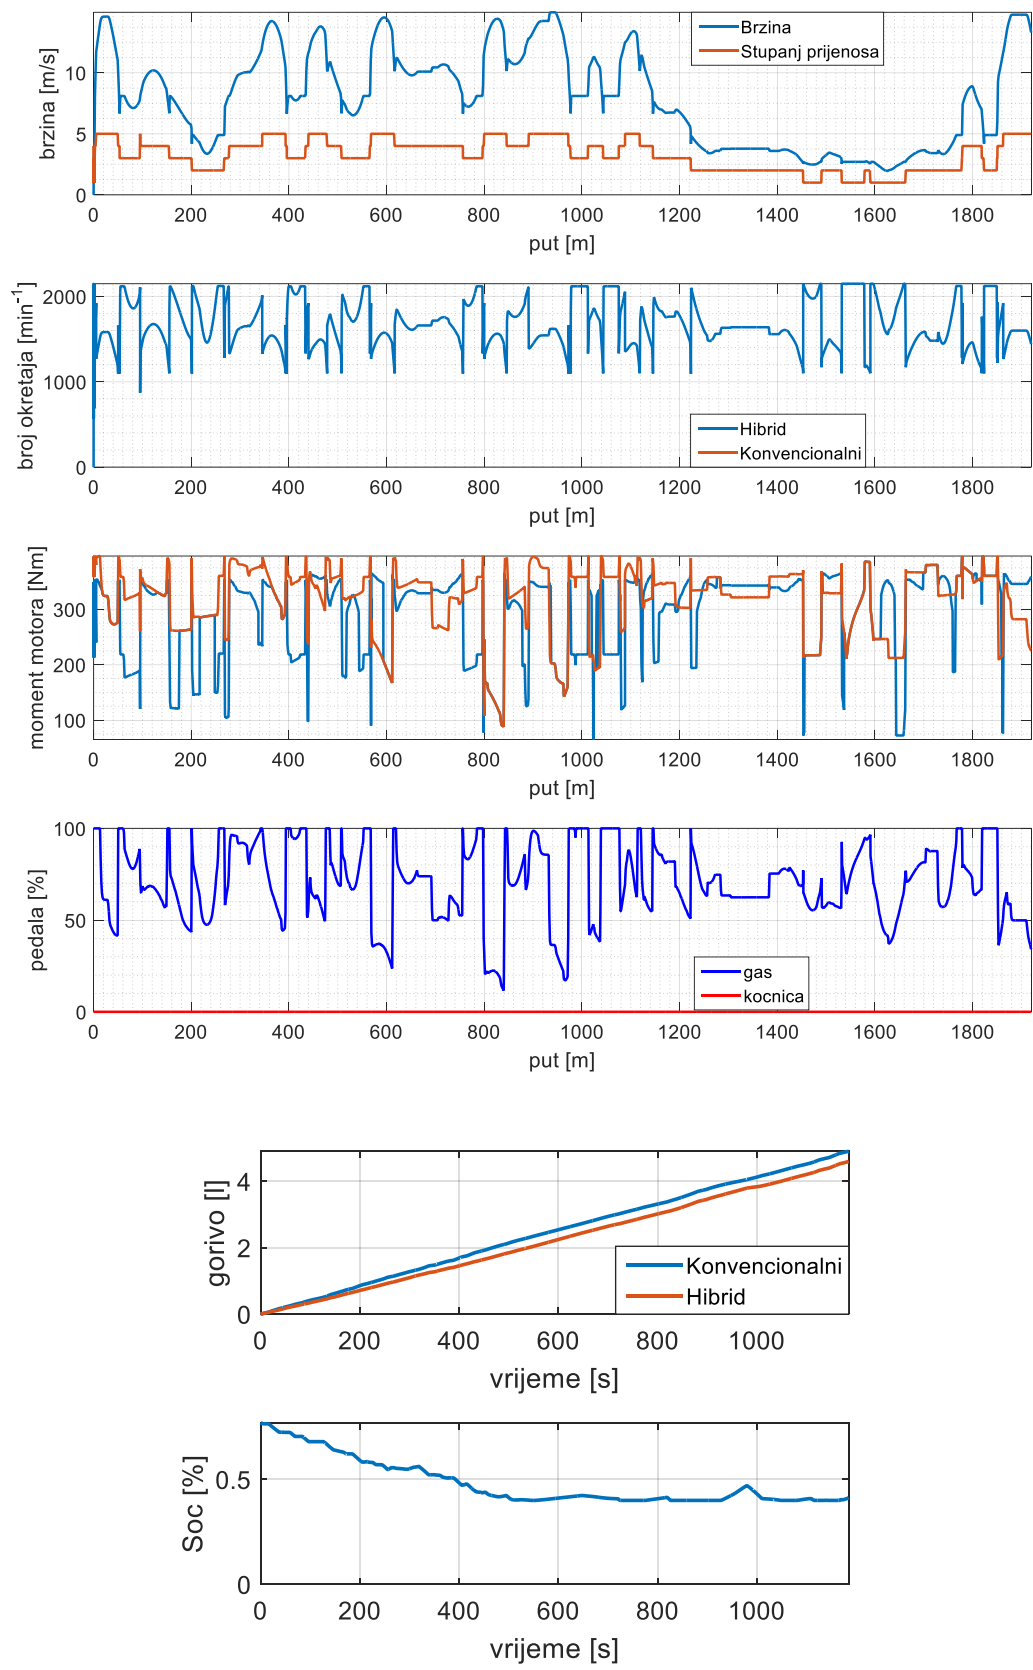 brzina [m/s]
10
5
0
Brzina
Stupanj prijenosa
0 200 400 600 800 1000 1200 1400 1600 1800
put [m]
broj okretaja [min-1]
2000
1000
0
Hibrid
Konvencionalni
0 200 400 600 800 1000 1200 1400 1600 1800
put [m]
moment motora [Nm]
300
200
100
0 200 400 600 800 1000 1200 1400 1600 1800
put [m]
pedala [%]
100
50
0
gas
kocnica
0 200 400 600 800 1000 1200 1400 1600 1800
put [m]
gorivo [l]
4
2
0
Konvencionalni
Hibrid
0 200 400 600 800 1000
vrijeme [s]
Soc [%]
0.5
0
0 200 400 600 800 1000
vrijeme [s]